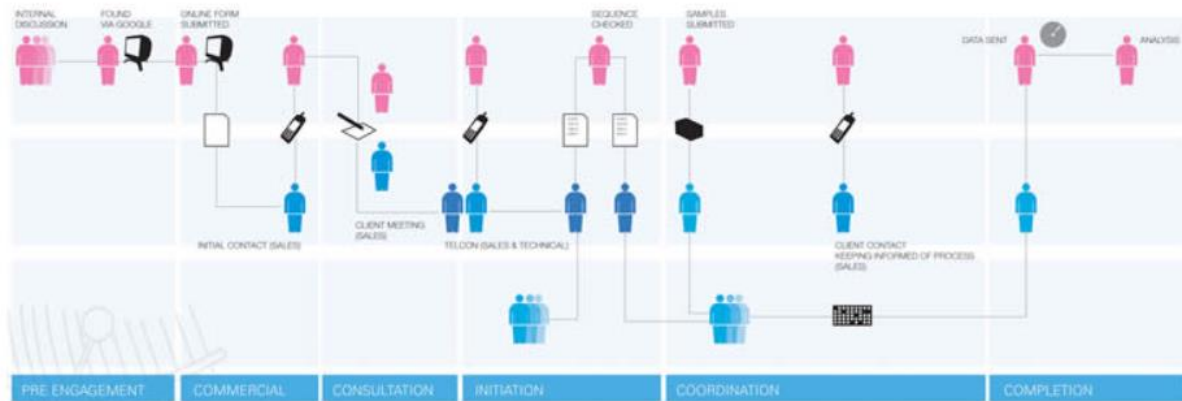 INTERNAL
DISCUSSION
FOUND
VIA GOOGLE
ONLINE FORM
SUBMITTED
SEQUENCE
CHECKED
SAMPLES
SUBMITTED
DATA SENT
ANALYSIS
INITIAL CONTACT (SALES)
CLIENT MEETING
(SALES)
TELCON (SALES & TECHNICAL)
CLIENT CONTACT
KEEPING INFORMED OF PROCESS
(SALES)
PRE ENGAGEMENT
COMMERCIAL
CONSULTATION
INITIATION
COORDINATION
COMPLETION